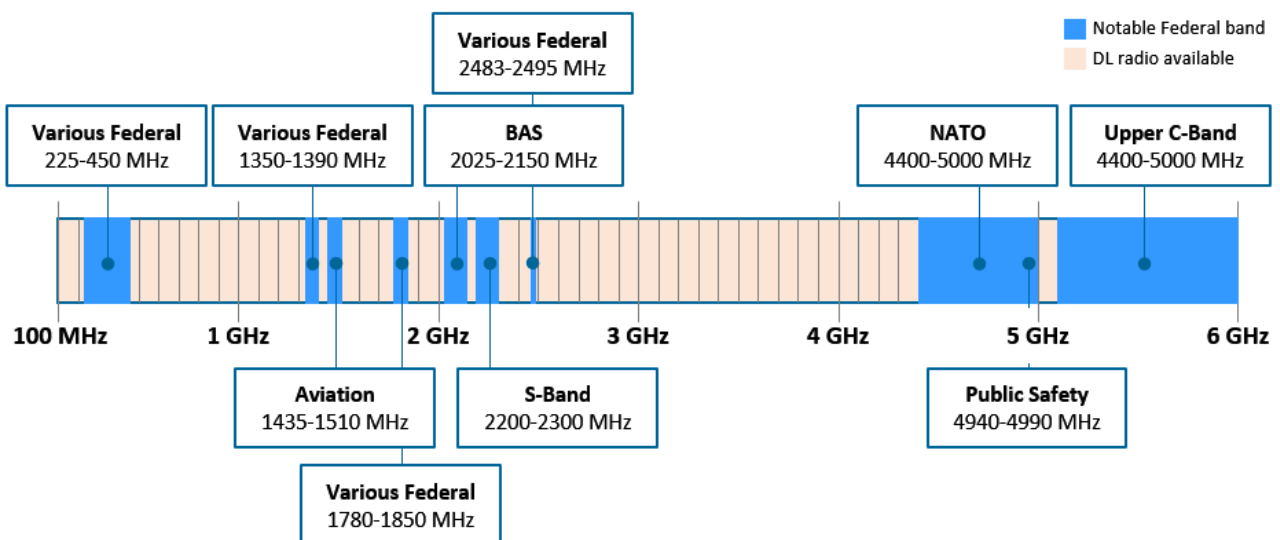 Various Federal
2483-2495 MHz
Notable Federal band
DL radio available
Various Federal
225-450 MHz
Various Federal
1350-1390 MHz
BAS
2025-2150 MHz
NATO
4400-5000 MHz
Upper C-Band
4400-5000 MHz
100 MHz
1 GHz
2 GHz
3 GHz
4 GHz
5 GHz
6 GHz
Aviation
1435-1510 MHz
S-Band
2200-2300 MHz
Public Safety
4940-4990 MHz
Various Federal
1780-1850 MHz